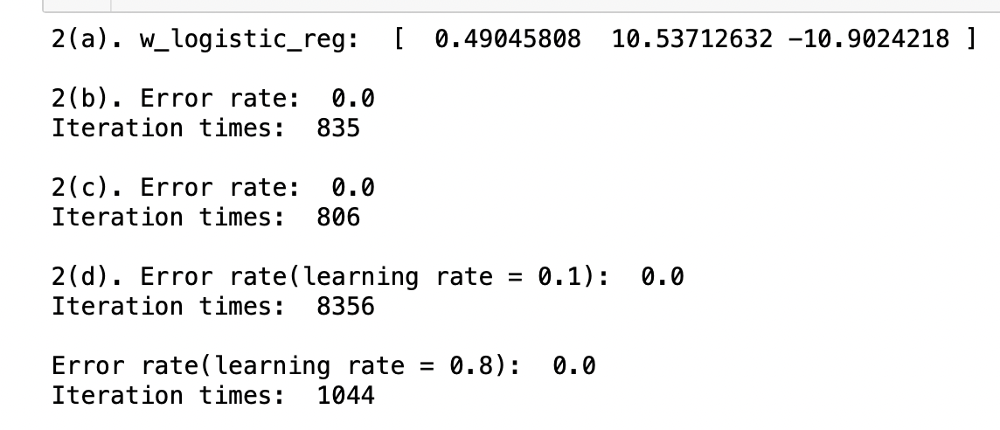 2(a). w_logistic_reg:  [  0.49045808  10.53712632 -10.9024218 ]
2(b). Error rate:  0.0
Iteration times:  835
2(c). Error rate:  0.0
Iteration times:  806
2(d). Error rate(learning rate = 0.1):  0.0
Iteration times:  8356
Error rate(learning rate = 0.8):  0.0
Iteration times:  1044